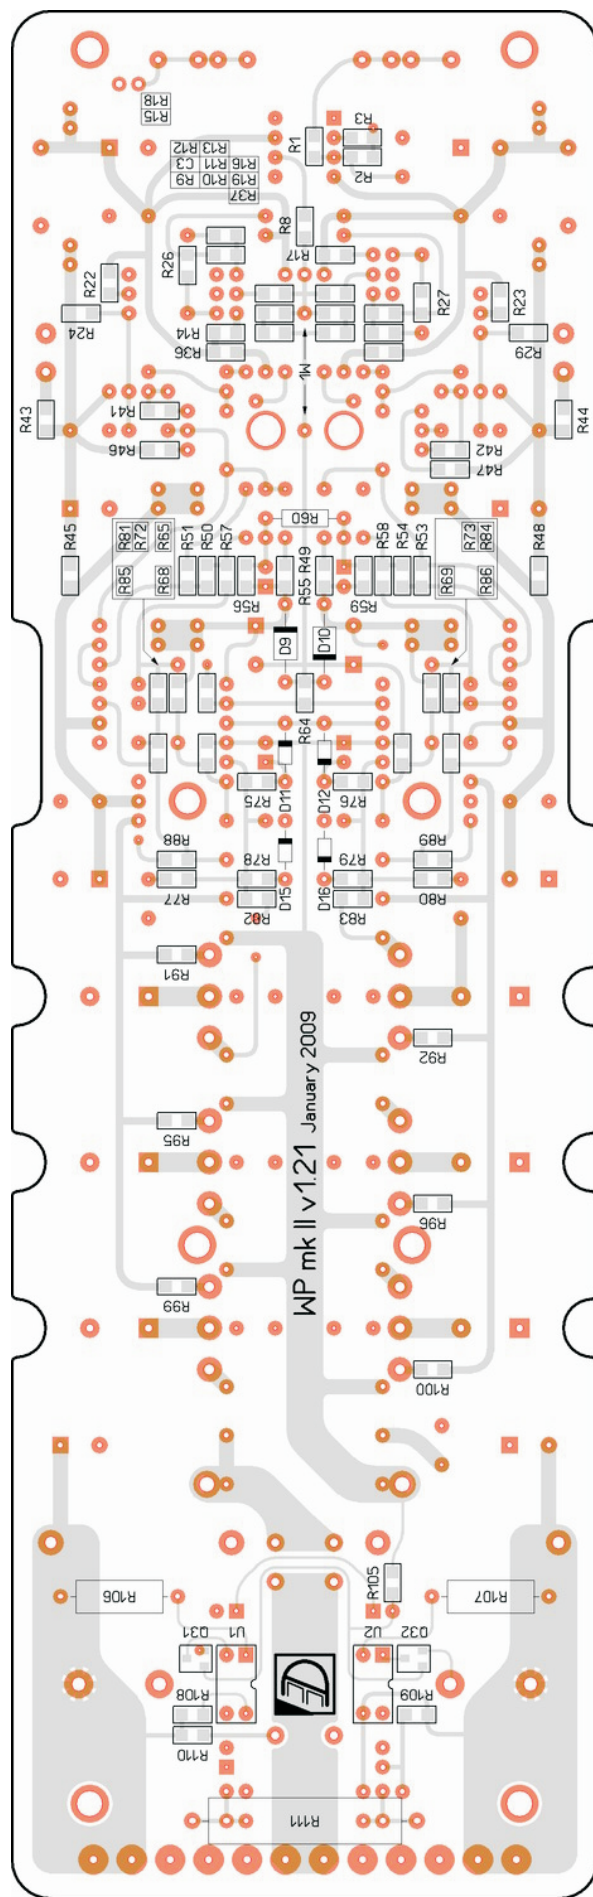 R18
R15
R12 R13
C3 R11 R16
R9 R10 R19
R37
R1
R3
R2
R8
R17
R22
R26
R27
R23
R24
R14
R36
R29
1M
R43
R41
R46
R42
R47
R44
R45
R81 R72 R65
R85 R68
R51 R50 R57
R56
R60
R49
R55
R59
R58 R54 R53
R73 R84
R69 R86
R48
D9
D10
R64
D11
D12
R75
R76
R88
R77
R78
R82
D15
D16
R79
R83
R89
R80
R91
R92
R95
R96
R99
R100
WP mk II v1.21 January 2009
R105
R106
R107
Q31
U1
U2
Q32
R108
R110
R109
R111